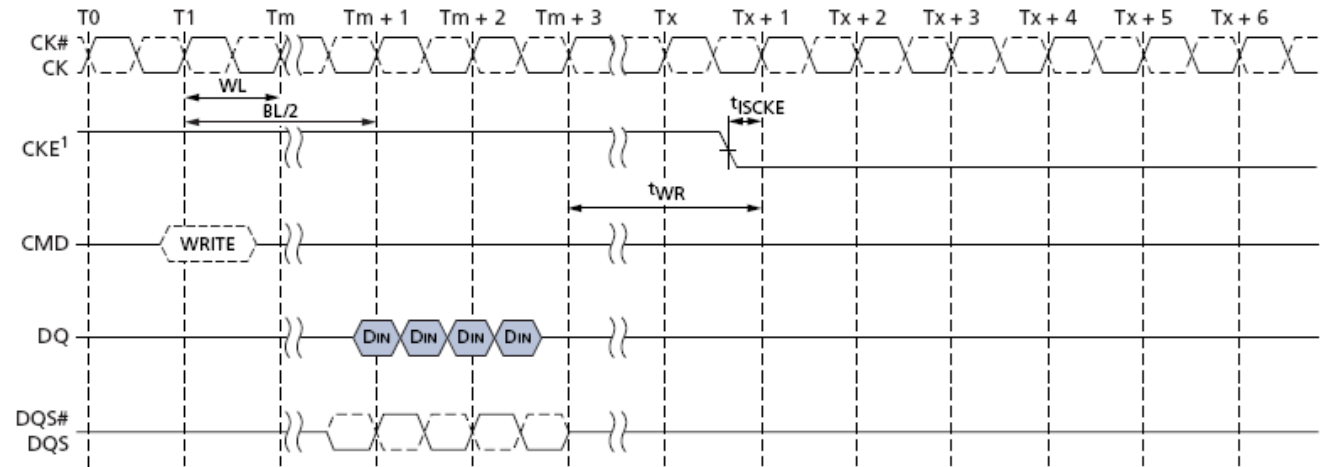 T0 T1 Tm Tm + 1 Tm + 2 Tm + 3 Tx Tx + 1 Tx + 2 Tx + 3 Tx + 4 Tx + 5 Tx + 6
CK#
CK
WL
BL/2
tISCKE
CKE1
tWR
CMD WRITE
DQ DIN DIN DIN DIN
DQS#
DQS